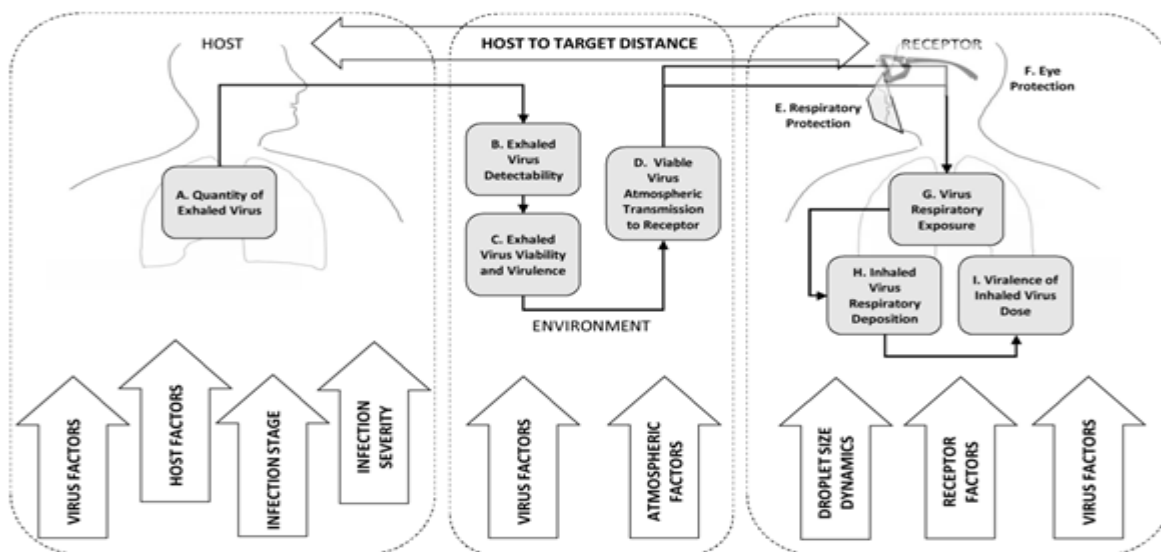 HOST
HOST TO TARGET DISTANCE
RECEPTOR
F. Eye
Protection
E. Respiratory
Protection
A. Quantity of
Exhaled Virus
B. Exhaled
Virus
Detectability
C. Exhaled
Virus Viability
and Virulence
D. Viable
Virus
Atmospheric
Transmission
to Receptor
G. Virus
Respiratory
Exposure
H. Inhaled
Virus
Respiratory
Deposition
I. Viralence of
Inhaled Virus
Dose
ENVIRONMENT
VIRUS FACTORS
HOST FACTORS
INFECTION STAGE
INFECTION
SEVERITY
VIRUS FACTORS
ATMOSPHERIC
FACTORS
DROPLET SIZE
DYNAMICS
RECEPTOR
FACTORS
VIRUS FACTORS